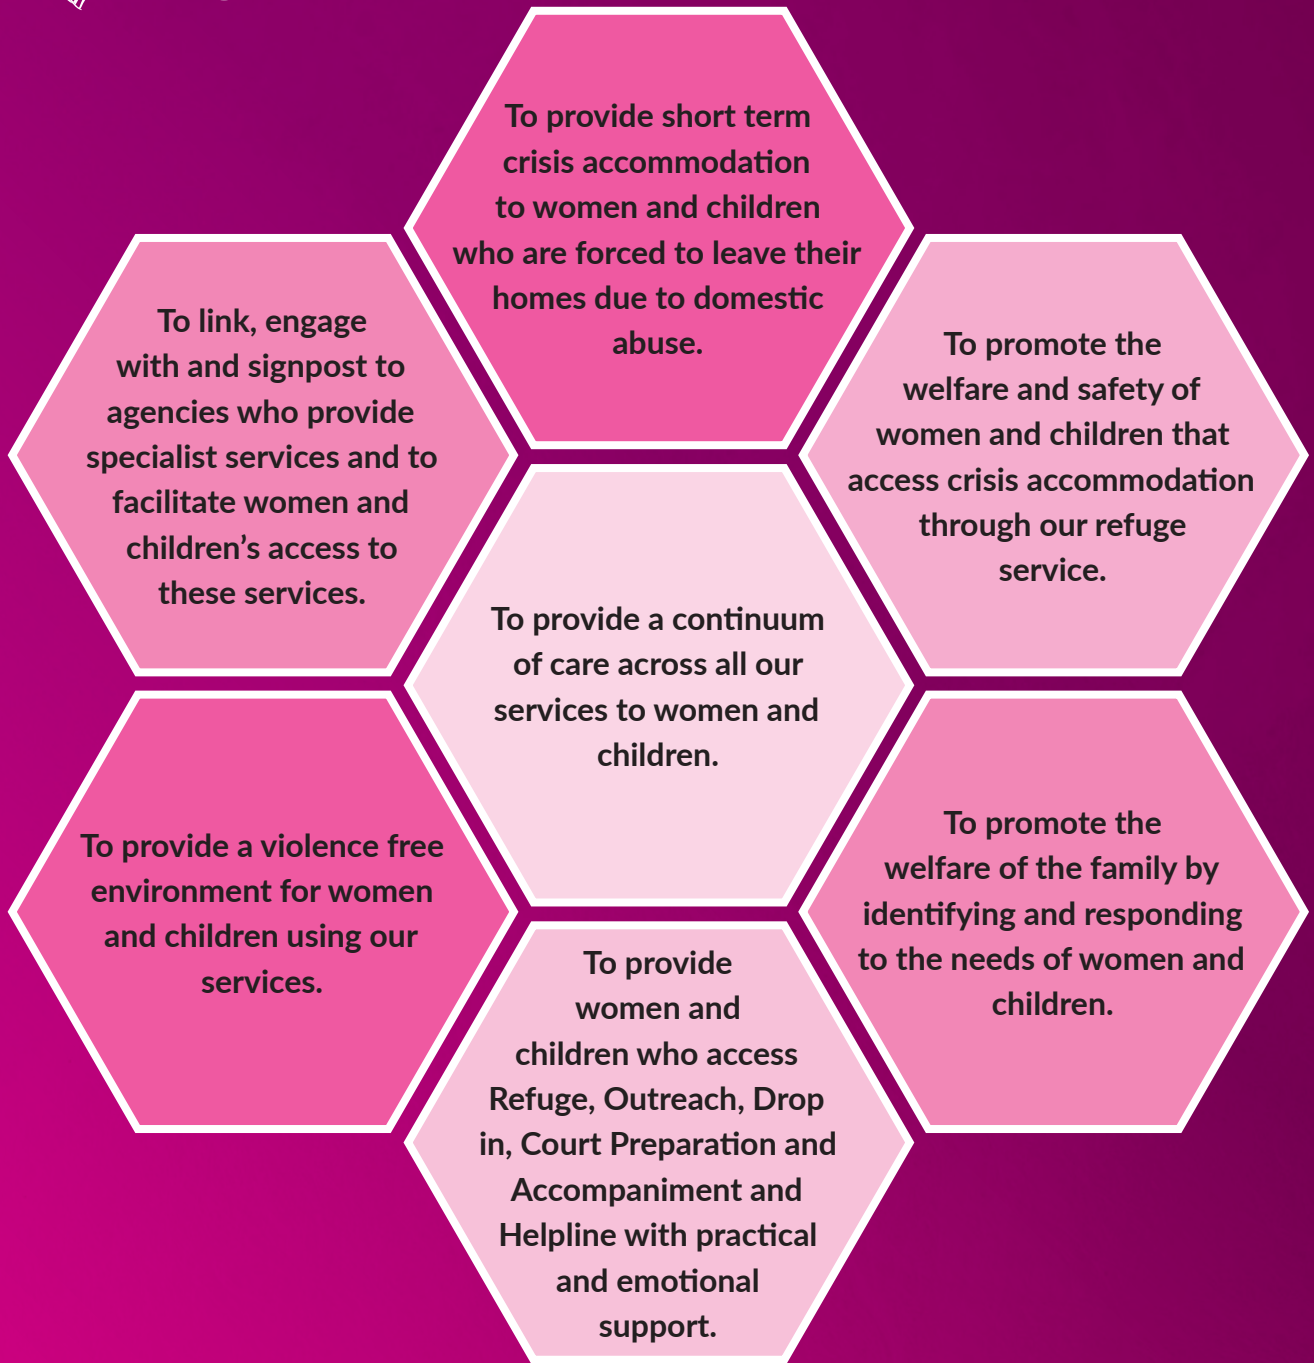 To provide short term
crisis accommodation
to women and children
who are forced to leave their
homes due to domestic
abuse.
To link, engage
with and signpost to
agencies who provide
specialist services and to
facilitate women and
children’s access to
these services.
To promote the
welfare and safety of
women and children that
access crisis accommodation
through our refuge
service.
To provide a continuum
of care across all our
services to women and
children.
To provide a violence free
environment for women
and children using our
services.
To promote the
welfare of the family by
identifying and responding
to the needs of women and
children.
To provide
women and
children who access
Refuge, Outreach, Drop
in, Court Preparation and
Accompaniment and
Helpline with practical
and emotional
support.